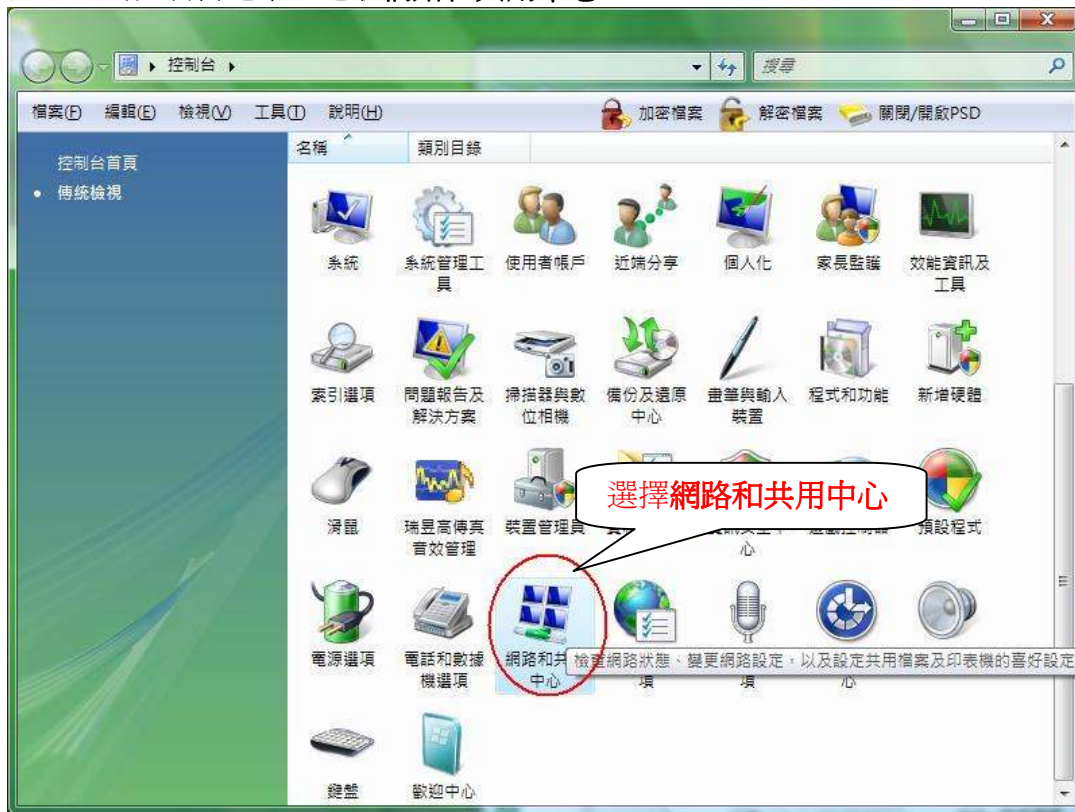 控制台
搜尋
檔案(F) 編輯(E) 檢視(V) 工具(T) 說明(H) 加密檔案 解密檔案 關閉/開啟PSD
控制台首頁
傳統檢視
名稱 類別目錄
系統
系統管理工
具
使用者帳戶
近端分享
個人化
家長監護
效能資訊及
工具
索引選項
問題報告及
解決方案
掃描器與數
位相機
備份及還原
中心
畫筆與輸入
裝置
程式和功能
新增硬體
選擇網路和共用中心
滑鼠
瑞昱高傳真
音效管理
裝置管理員
心
預設程式
電源選項
電話和數據
機選項
網路和共
中心
檢查網路狀態、變更網路設定，以及設定共用檔案及印表機的喜好設定
項
項
心
鍵盤
歡迎中心